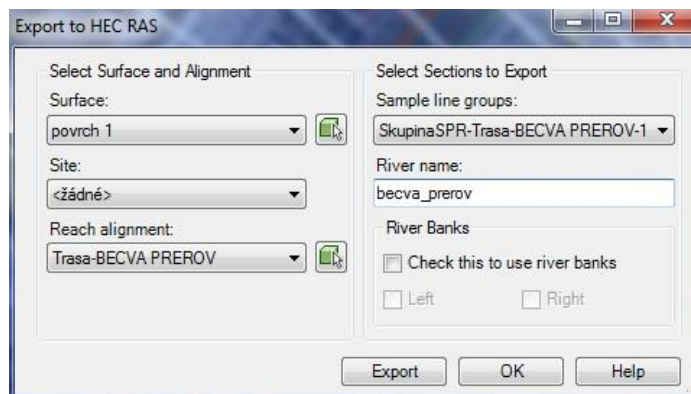 Export to HEC RAS
Select Surface and Alignment
Surface:
povrch 1
Site:
<žádné>
Reach alignment:
Trasa-BECVA PREROV
Select Sections to Export
Sample line groups:
SkupinaSPR-Trasa-BECVA PREROV-1
River name:
becva_prerov
River Banks
Check this to use river banks
Left
Right
Export
OK
Help